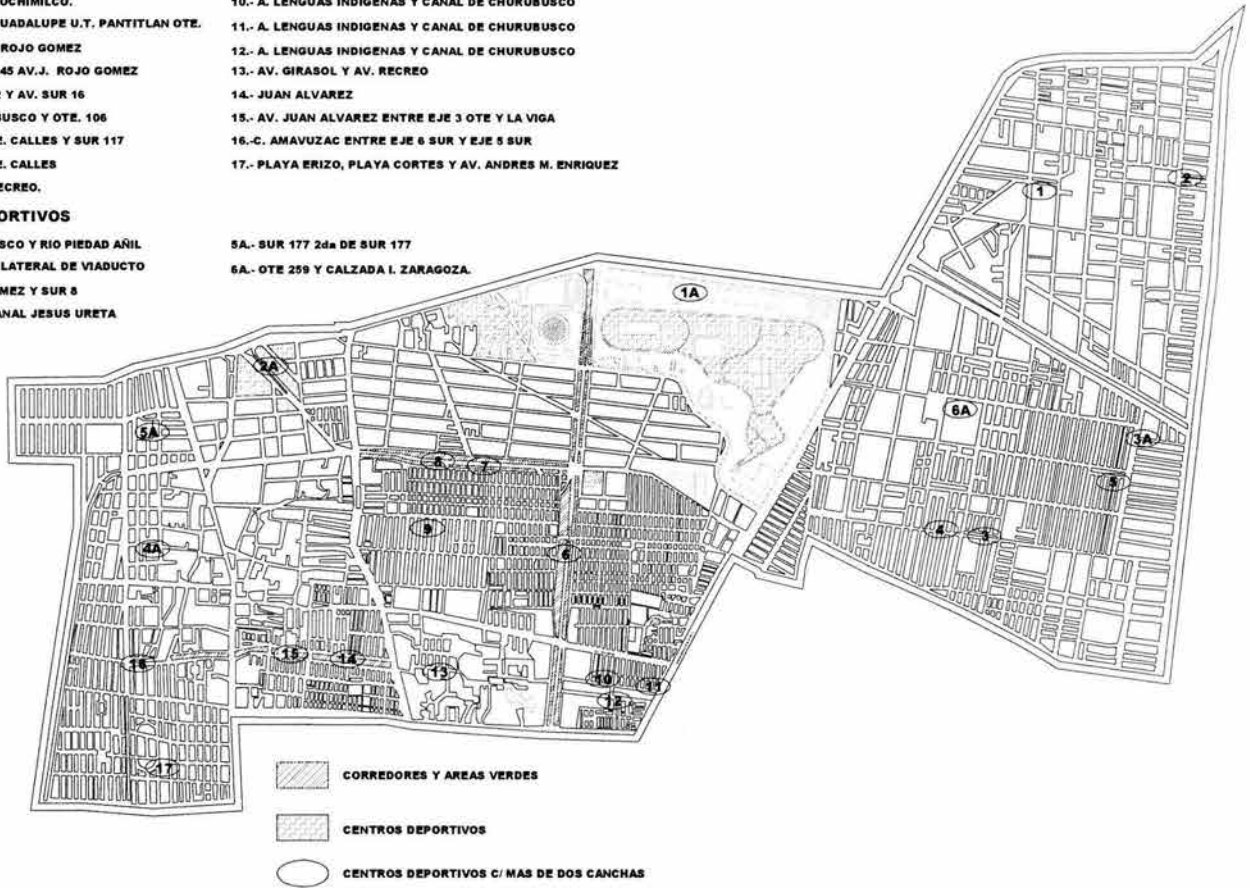 OCHIMILCO.
UADALUPE U.T. PANTITLAN OTE.
ROJO GOMEZ
45 AV.J. ROJO GOMEZ
Y AV. SUR 16
BUSCO Y OTE. 106
E. CALLES Y SUR 117
E. CALLES
ECREO.
10.- A. LENGUAS INDIGENAS Y CANAL DE CHURUBUSCO
11.- A. LENGUAS INDIGENAS Y CANAL DE CHURUBUSCO
12.- A. LENGUAS INDIGENAS Y CANAL DE CHURUBUSCO
13.- AV. GIRASOL Y AV. RECREO
14.- JUAN ALVAREZ
15.- AV. JUAN ALVAREZ ENTRE EJE 3 OTE Y LA VIGA
16.-C. AMAVUZAC ENTRE EJE 6 SUR Y EJE 5 SUR
17.- PLAYA ERIZO, PLAYA CORTES Y AV. ANDRES M. ENRIQUEZ
ORTIVOS
SCO Y RIO PIEDAD AÑIL
LATERAL DE VIADUCTO
MEZ Y SUR 8
ANAL JESUS URETA
5A.- SUR 177 2da DE SUR 177
6A.- OTE 259 Y CALZADA I. ZARAGOZA.
1
2
1A
2A
6A
5A
3A
8
7
5
9
4
3
4A
6
15
14
16
13
10
11
12
17
CORREDORES Y AREAS VERDES
CENTROS DEPORTIVOS
CENTROS DEPORTIVOS C/ MAS DE DOS CANCHAS